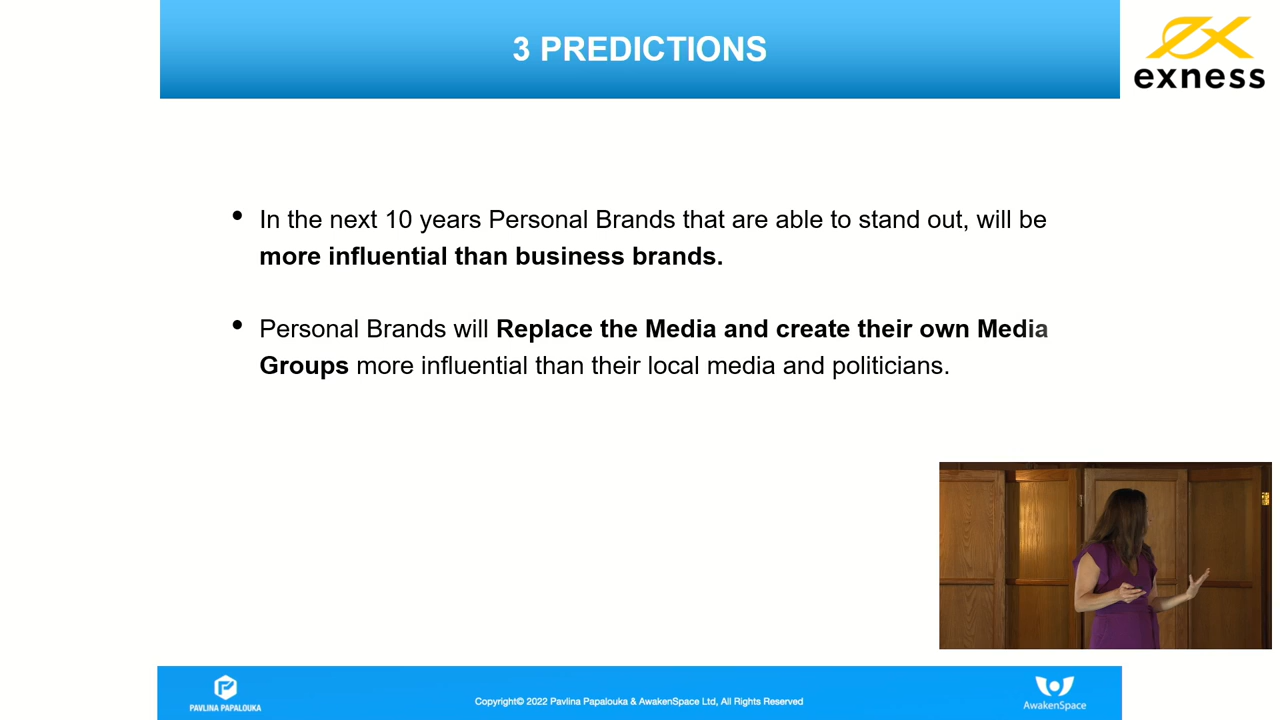 3 PREDICTIONS
exness
• In the next 10 years Personal Brands that are able to stand out, will be
more influential than business brands.
• Personal Brands will Replace the Media and create their own Media
Groups more influential than their local media and politicians.
PAVLINA PAPALOUKA
Copyright© 2022 Pavlina Papalouka & AwakenSpace Ltd, All Rights Reserved
AwakenSpace